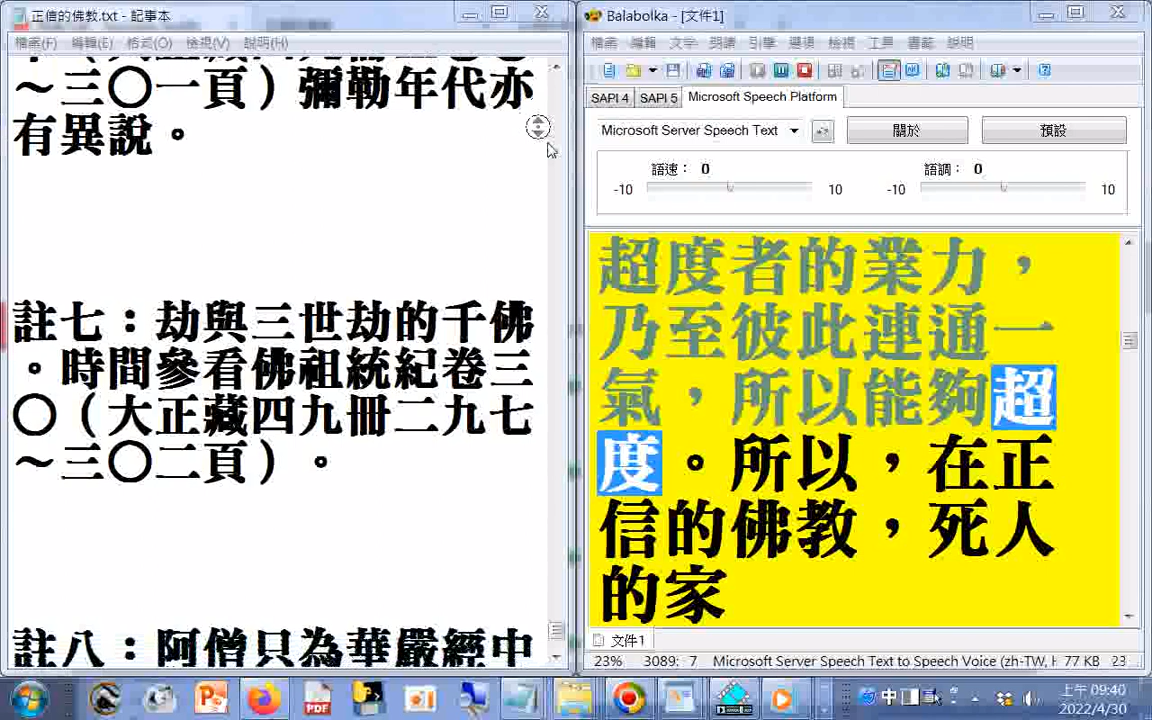 正信的佛教.txt - 記事本
檔案(F) 編輯(E) 格式(O) 檢視(V) 說明(H)
～三〇一頁）彌勒年代亦
有異說。
註七：劫與三世劫的千佛
。時間參看佛祖統紀卷三
〇（大正藏四九冊二九七
～三〇二頁）。
註八：阿僧只為華嚴經中
Balabolka - [文件1]
檔案 編輯 文字 朗讀 引擎 選項 檢視 工具 書籤 說明
SAPI 4 SAPI 5 Microsoft Speech Platform
Microsoft Server Speech Text 關於 預設
語速： 0 語調： 0
-10 10 -10 10
超度者的業力，
乃至彼此連通一
氣，所以能夠超
度。所以，在正
信的佛教，死人
的家
文件1
23% 3089: 7 Microsoft Server Speech Text to Speech Voice (zh-TW, H 77 KB 23
中 上午 09:40
2022/4/30